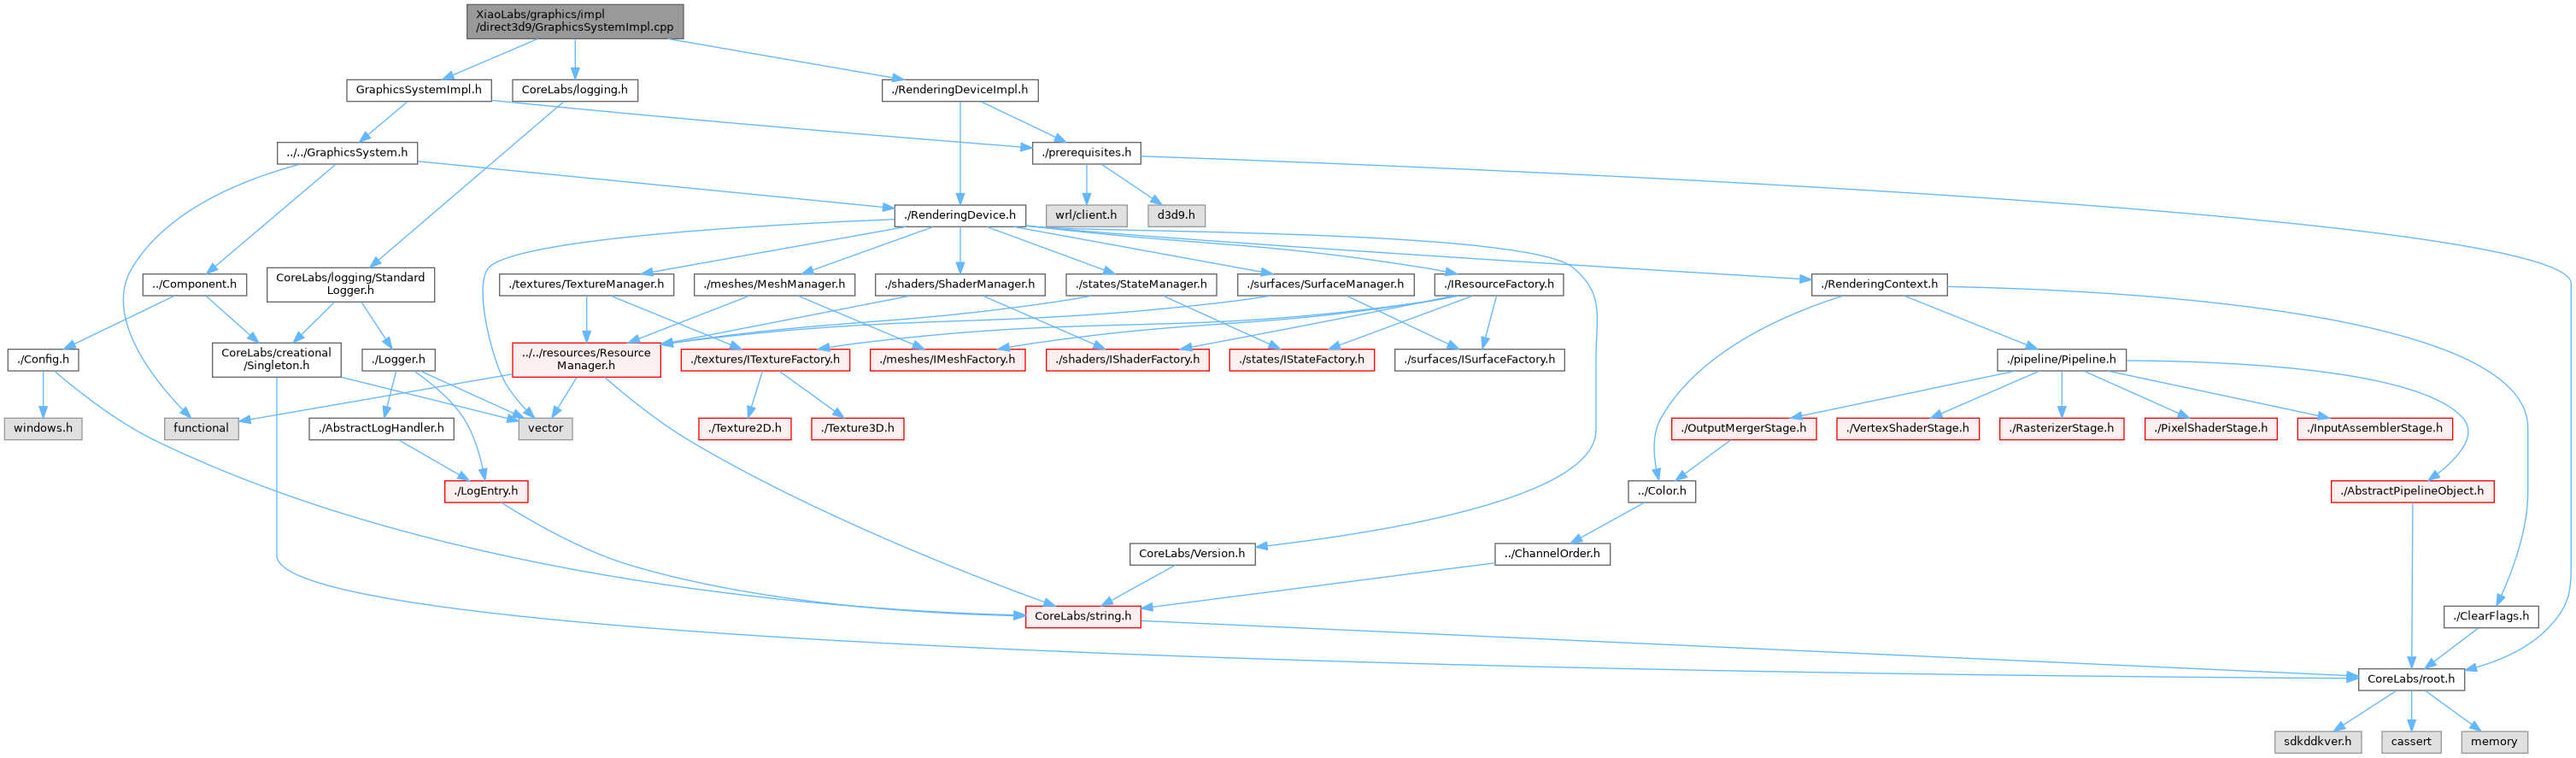 XiaoLabs/graphics/impl
/direct3d9/GraphicsSystemImpl.cpp
GraphicsSystemImpl.h
CoreLabs/logging.h
./RenderingDeviceImpl.h
../../GraphicsSystem.h
./prerequisites.h
./RenderingDevice.h
wrl/client.h
d3d9.h
../Component.h
CoreLabs/logging/Standard
Logger.h
./textures/TextureManager.h
./meshes/MeshManager.h
./shaders/ShaderManager.h
./states/StateManager.h
./surfaces/SurfaceManager.h
./IResourceFactory.h
./RenderingContext.h
./Config.h
CoreLabs/creational
/Singleton.h
./Logger.h
../../resources/Resource
Manager.h
./textures/ITextureFactory.h
./meshes/IMeshFactory.h
./shaders/IShaderFactory.h
./states/IStateFactory.h
./surfaces/ISurfaceFactory.h
./pipeline/Pipeline.h
windows.h
functional
./AbstractLogHandler.h
vector
./Texture2D.h
./Texture3D.h
./OutputMergerStage.h
./VertexShaderStage.h
./RasterizerStage.h
./PixelShaderStage.h
./InputAssemblerStage.h
./LogEntry.h
../Color.h
./AbstractPipelineObject.h
CoreLabs/Version.h
../ChannelOrder.h
CoreLabs/string.h
./ClearFlags.h
CoreLabs/root.h
sdkddkver.h
cassert
memory